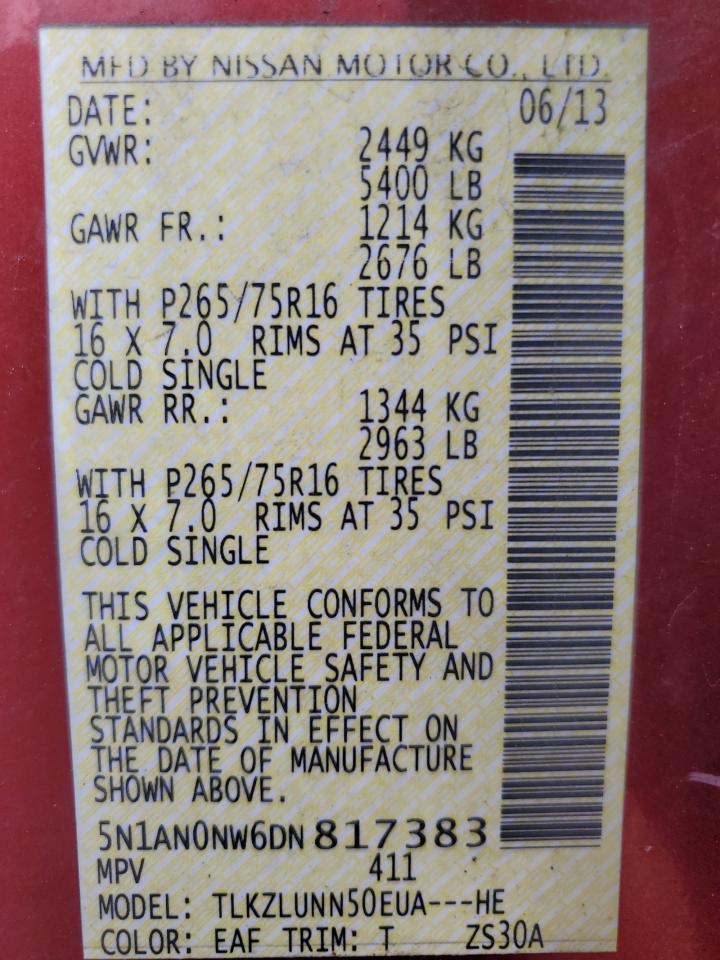 MFD BY NISSAN MOTOR CO., LTD.
DATE: 06/13
GVWR: 2449 KG
5400 LB
GAWR FR.: 1214 KG
2676 LB
WITH P265/75R16 TIRES
16 X 7.0 RIMS AT 35 PSI
COLD SINGLE
GAWR RR.: 1344 KG
2963 LB
WITH P265/75R16 TIRES
16 X 7.0 RIMS AT 35 PSI
COLD SINGLE
THIS VEHICLE CONFORMS TO
ALL APPLICABLE FEDERAL
MOTOR VEHICLE SAFETY AND
THEFT PREVENTION
STANDARDS IN EFFECT ON
THE DATE OF MANUFACTURE
SHOWN ABOVE.
5N1AN0NW6DN817383
MPV 411
MODEL: TLKZLUNN50EUA---HE
COLOR: EAF TRIM: T ZS30A